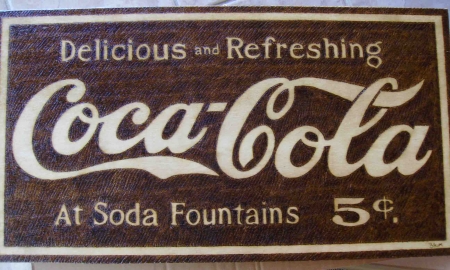 Delicious and Refreshing
Coca-Cola
At Soda Fountains 5¢.